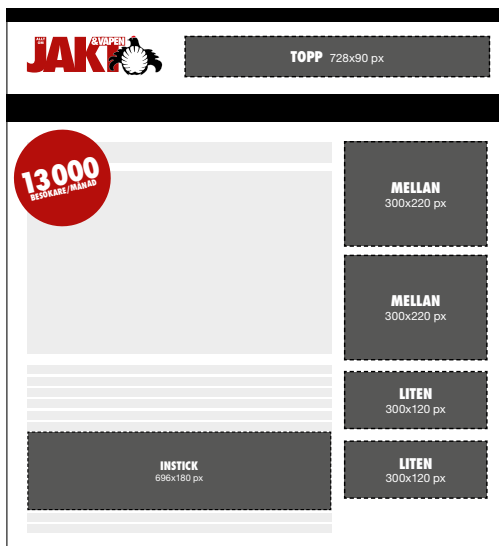 JAKT
&VAPEN
TOPP 728x90 px
13 000
BESÖKARE/MÅNAD
MELLAN
300x220 px
MELLAN
300x220 px
LITEN
300x120 px
INSTICK
696x180 px
LITEN
300x120 px